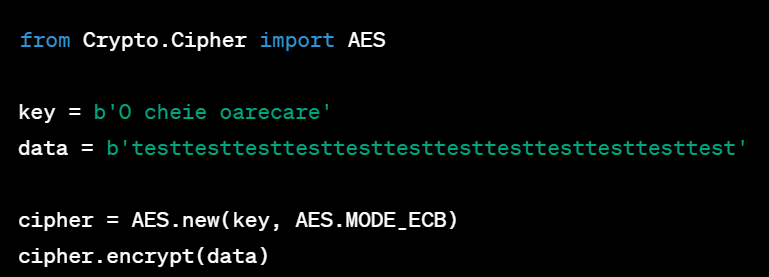 from Crypto.Cipher import AES
key = b'O cheie oarecare'
data = b'testtesttesttesttesttesttesttesttesttesttesttest'
cipher = AES.new(key, AES.MODE_ECB)
cipher.encrypt(data)